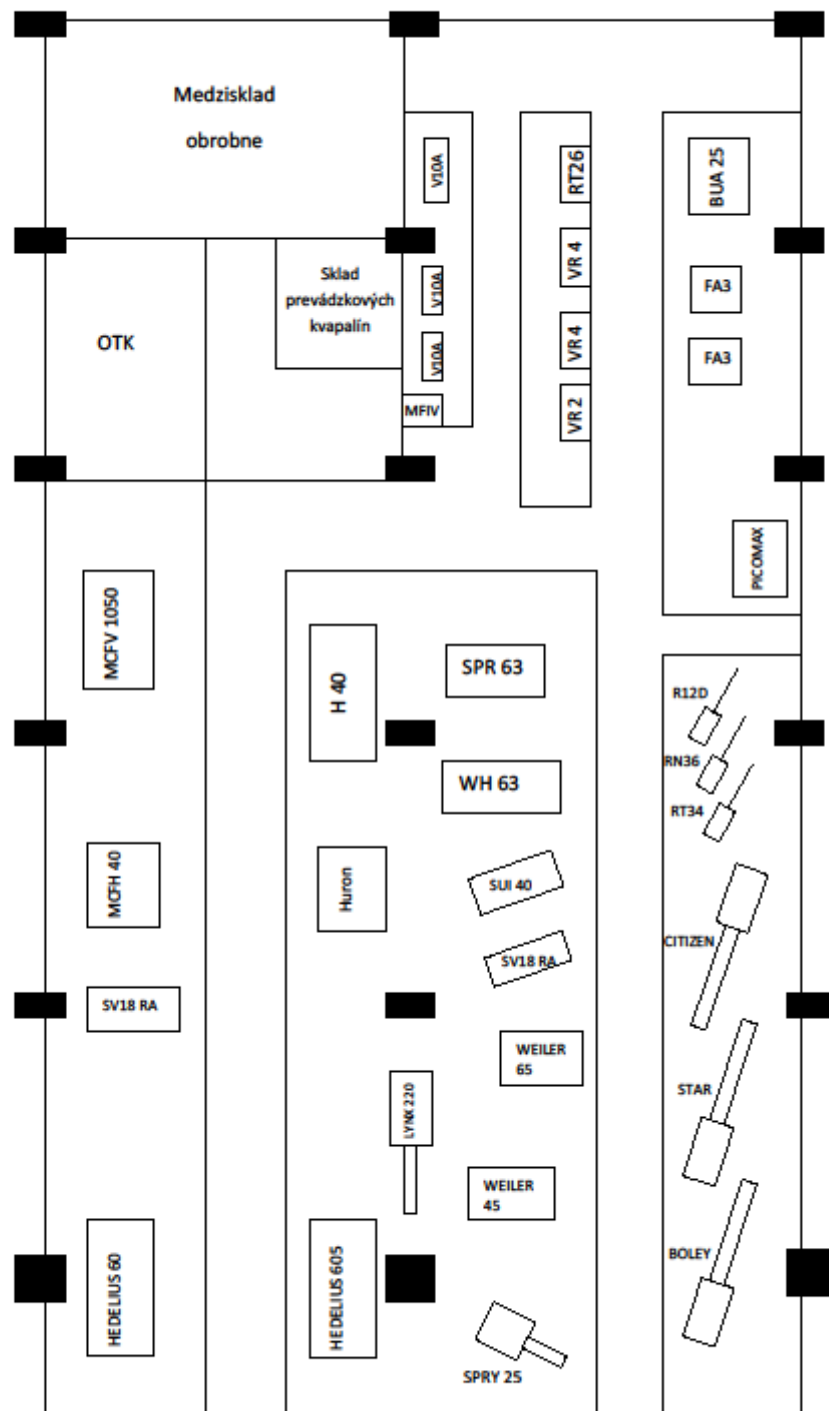 Medzisklad
obrobne
V10A
RT26
BUA 25
VR 4
Sklad
prevádzkových
kvapalín
V10A
FA3
OTK
VR 4
V10A
FA3
MFIV
VR 2
PICOMAX
MCFV 1050
H 40
SPR 63
R12D
RN36
WH 63
RT34
MCFH 40
Huron
SUI 40
CITIZEN
SV18 RA
SV18 RA
WEILER
65
LYNX 220
STAR
WEILER
45
HEDELIUS 60
HEDELIUS 605
BOLEY
SPRY 25